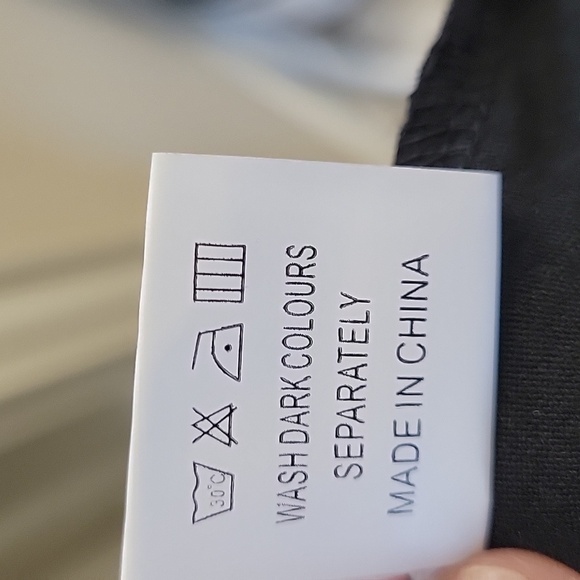 30°C
WASH DARK COLOURS
SEPARATELY
MADE IN CHINA